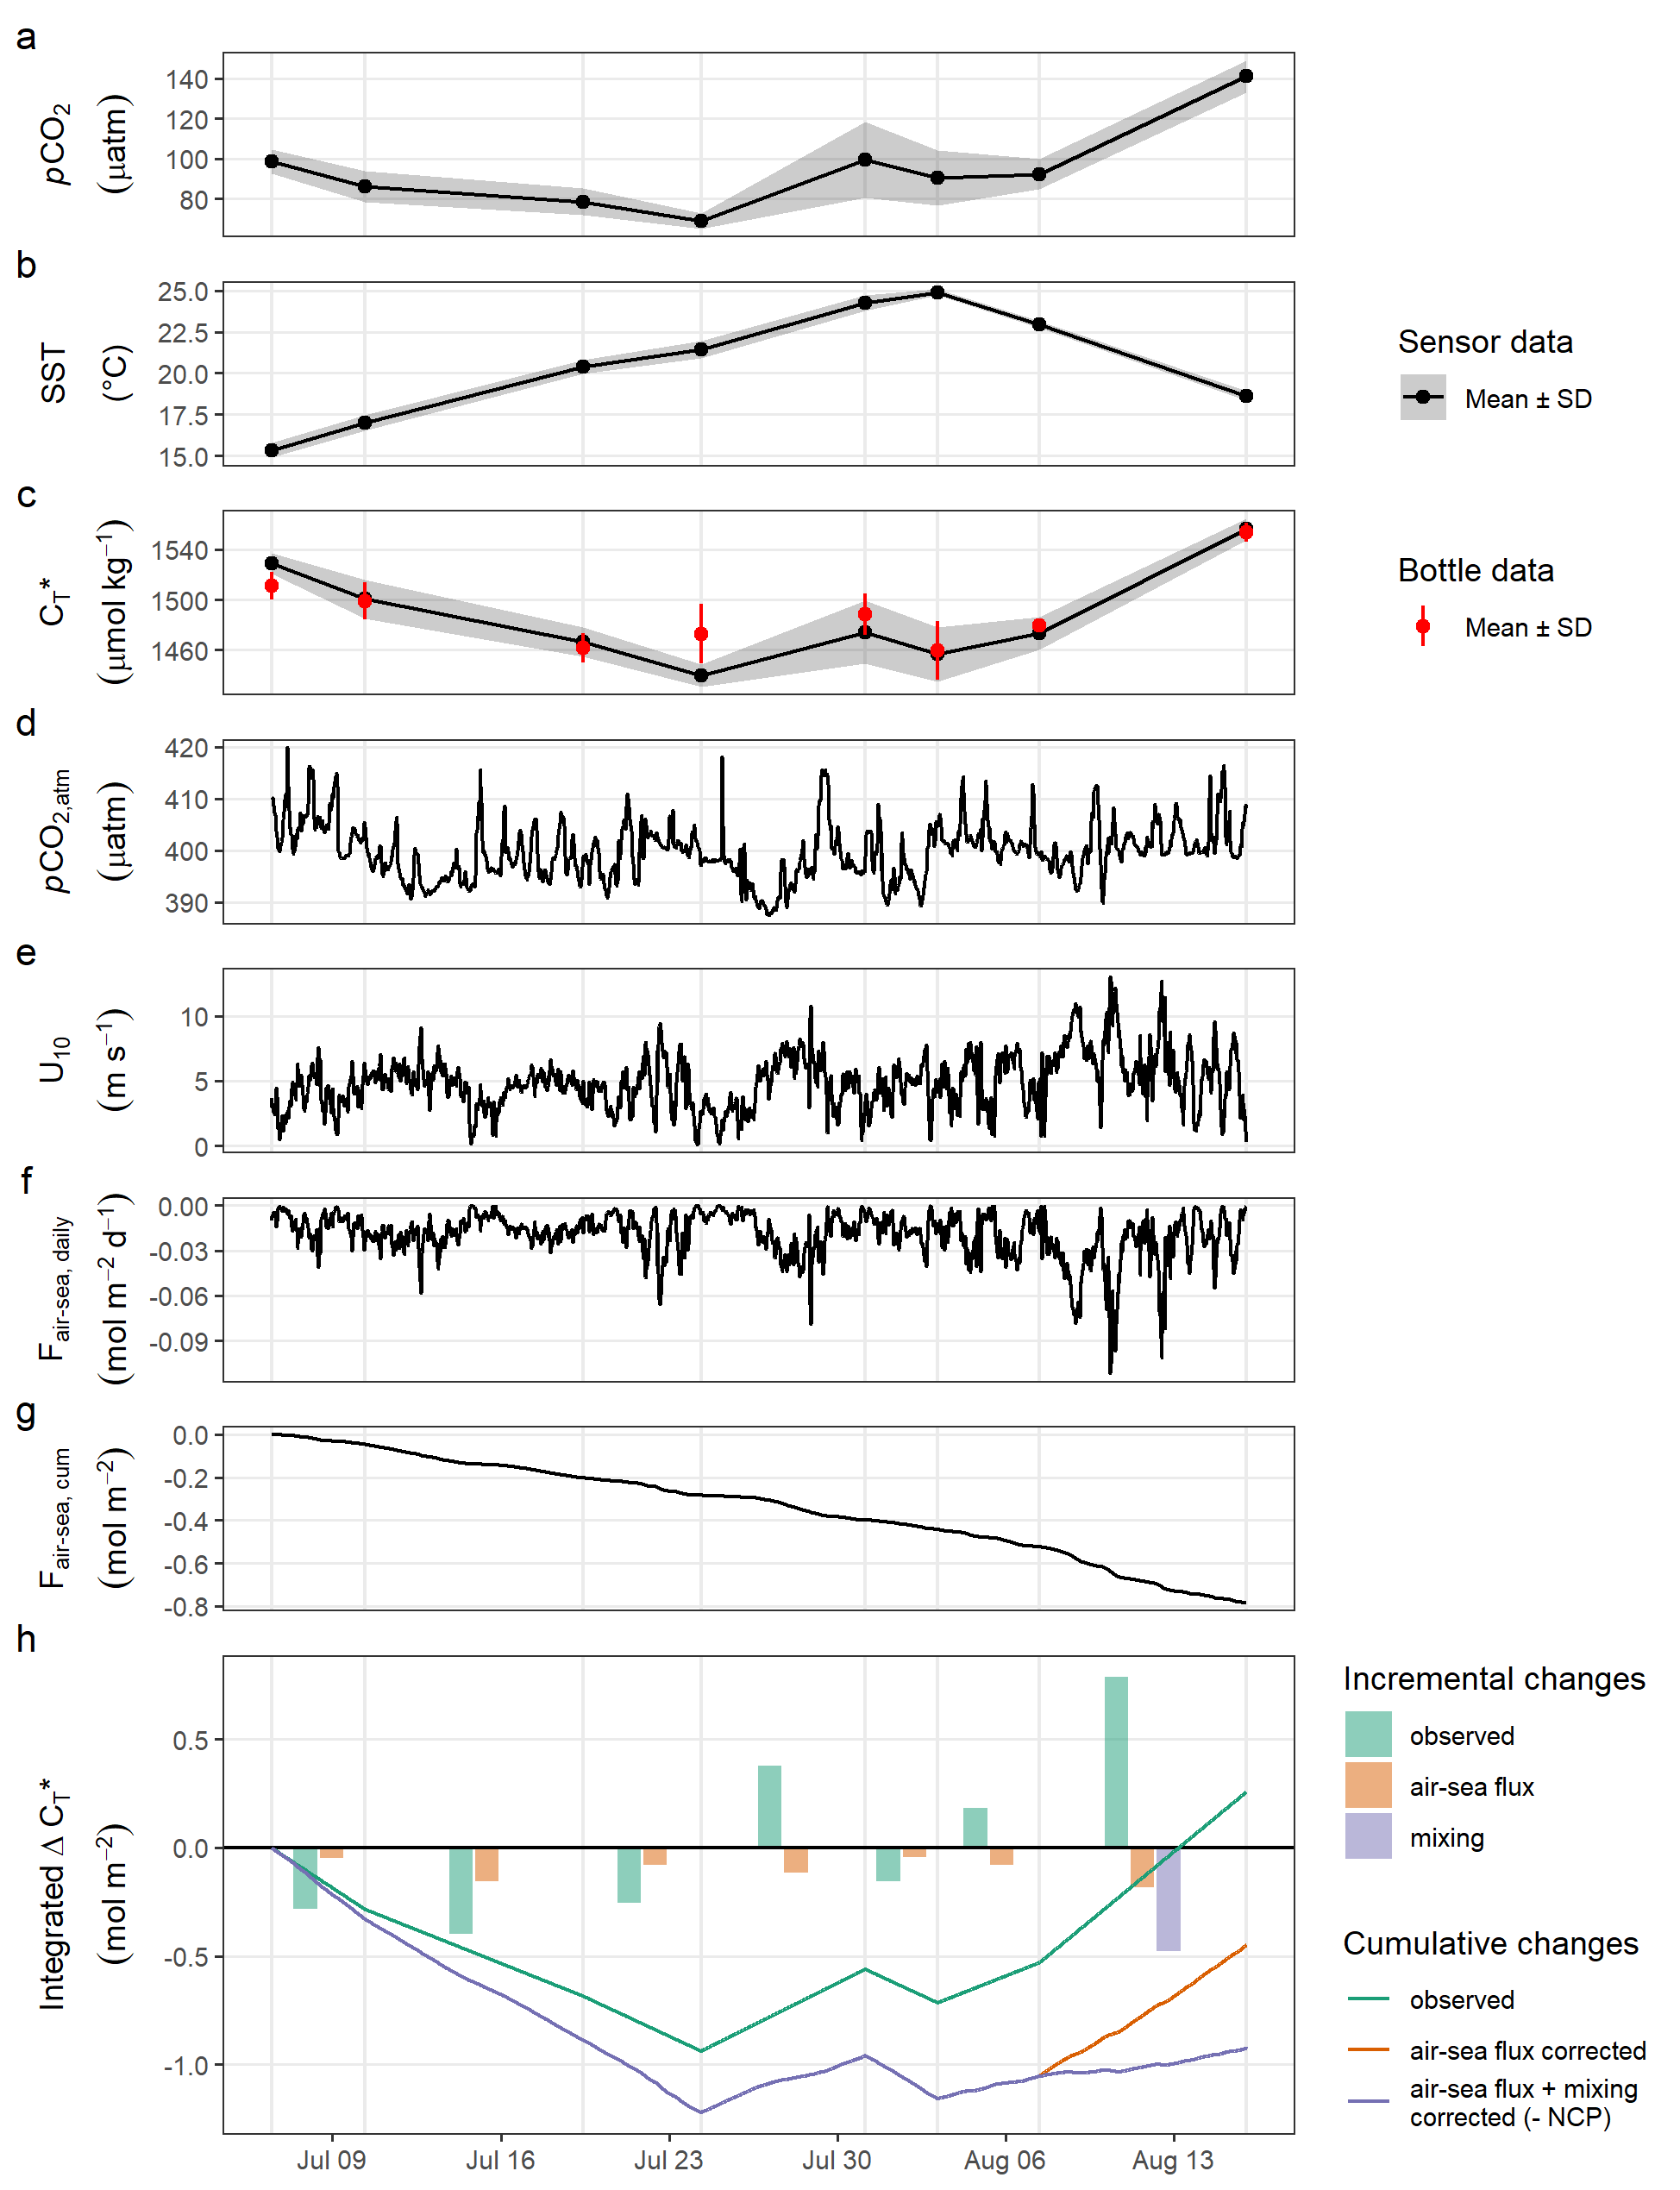 a
pCO2
(µatm)
140
120
100
80
b
SST
(°C)
25.0
22.5
20.0
17.5
15.0
Sensor data
Mean ± SD
c
CT*
(µmol kg−1)
1540
1500
1460
Bottle data
Mean ± SD
d
pCO2,atm
(µatm)
420
410
400
390
e
U10
(m s−1)
10
5
0
f
Fair-sea, daily
(mol m−2 d−1)
0.00
-0.03
-0.06
-0.09
g
Fair-sea, cum
(mol m−2)
0.0
-0.2
-0.4
-0.6
-0.8
h
Integrated Δ CT*
(mol m−2)
0.5
0.0
-0.5
-1.0
Jul 09
Jul 16
Jul 23
Jul 30
Aug 06
Aug 13
Incremental changes
observed
air-sea flux
mixing
Cumulative changes
observed
air-sea flux corrected
air-sea flux + mixing
corrected (- NCP)